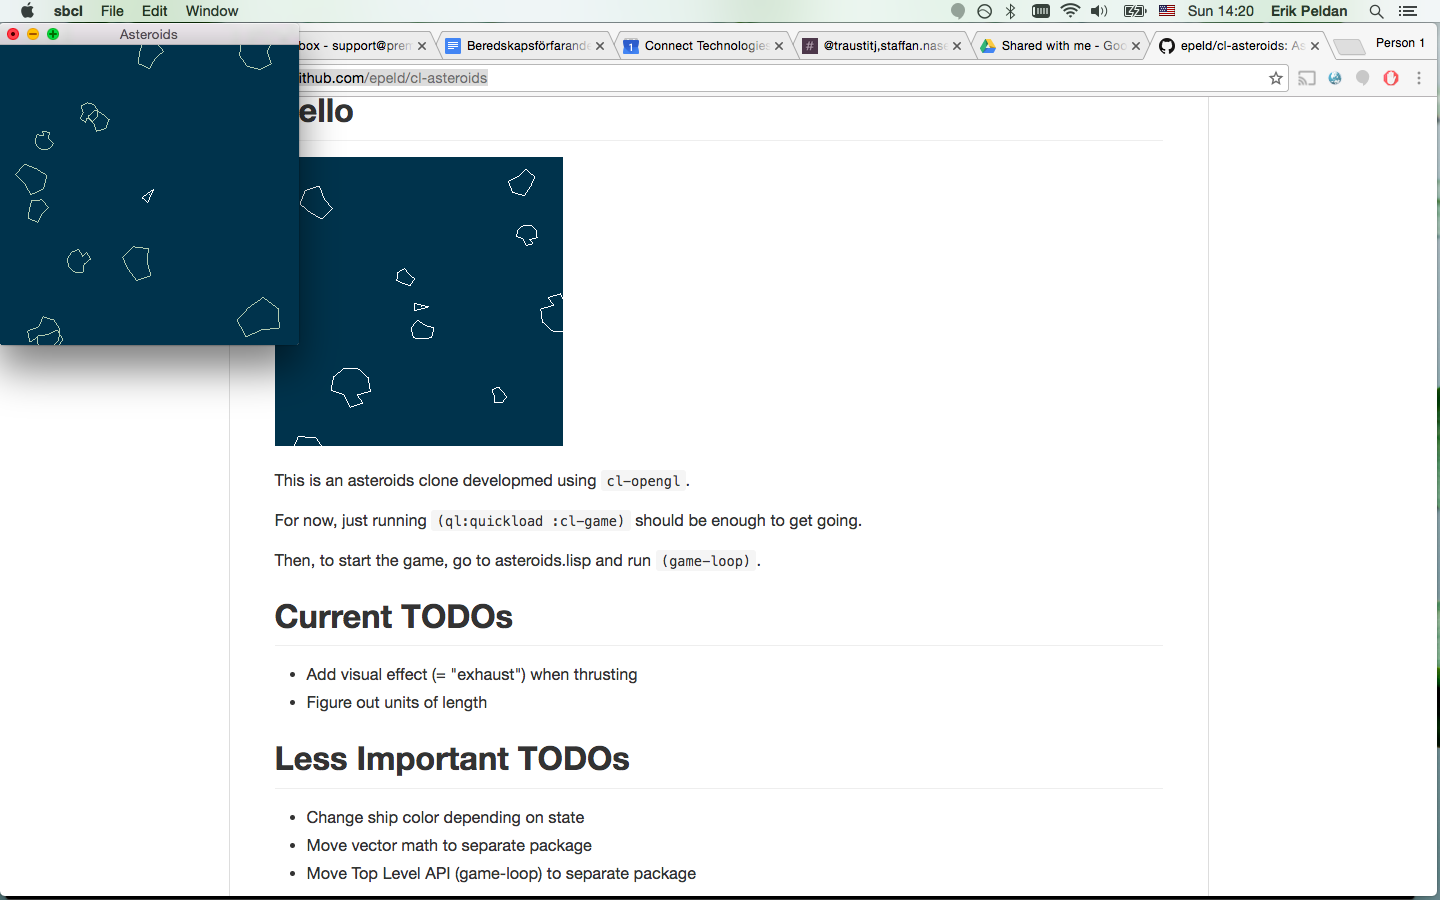 sbcl File Edit Window Sun 14:20 Erik Peldan
Asteroids
box - support@prem Beredskapsförfarande Connect Technologies @traustitj,staffan.nase Shared with me - Goo epeld/cl-asteroids: As Person 1
ithub.com/epeld/cl-asteroids
ello
This is an asteroids clone developmed using cl-opengl.
For now, just running (ql:quickload :cl-game) should be enough to get going.
Then, to start the game, go to asteroids.lisp and run (game-loop).
Current TODOs
• Add visual effect (= "exhaust") when thrusting
• Figure out units of length
Less Important TODOs
• Change ship color depending on state
• Move vector math to separate package
• Move Top Level API (game-loop) to separate package